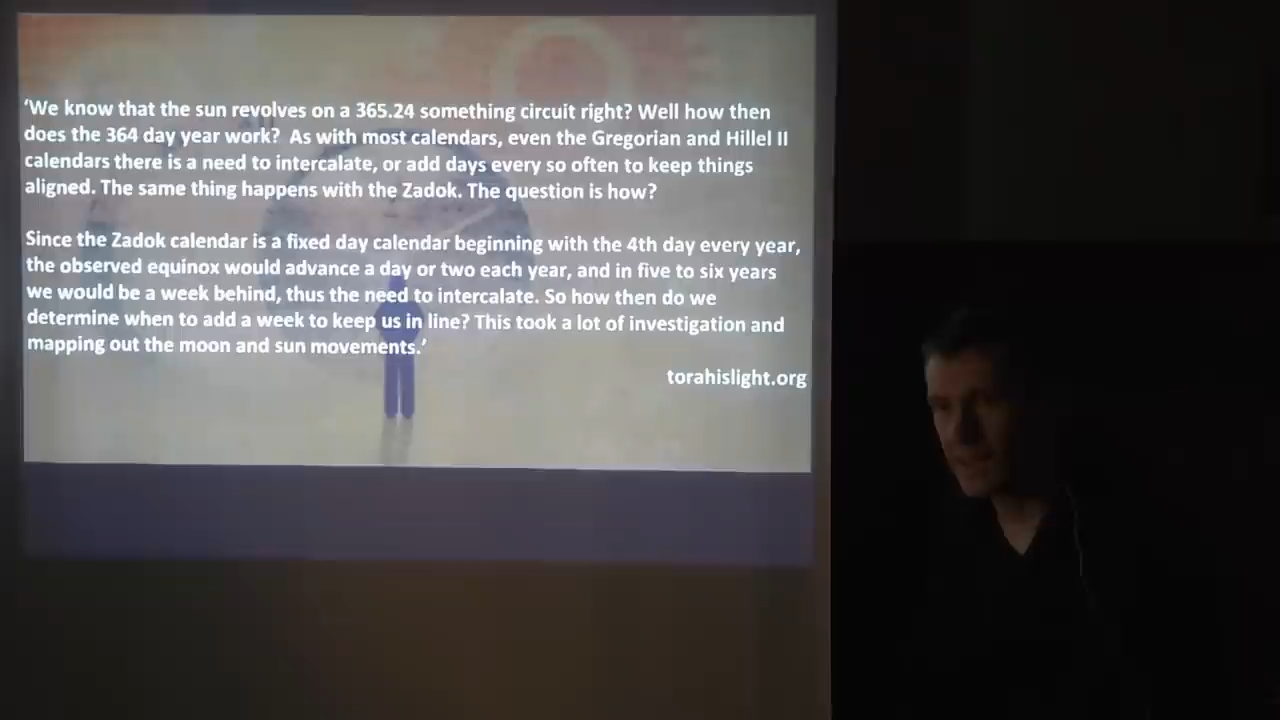 ‘We know that the sun revolves on a 365.24 something circuit right? Well how then
does the 364 day year work?  As with most calendars, even the Gregorian and Hillel II
calendars there is a need to intercalate, or add days every so often to keep things
aligned. The same thing happens with the Zadok. The question is how?
Since the Zadok calendar is a fixed day calendar beginning with the 4th day every year,
the observed equinox would advance a day or two each year, and in five to six years
we would be a week behind, thus the need to intercalate. So how then do we
determine when to add a week to keep us in line? This took a lot of investigation and
mapping out the moon and sun movements.’
torahislight.org